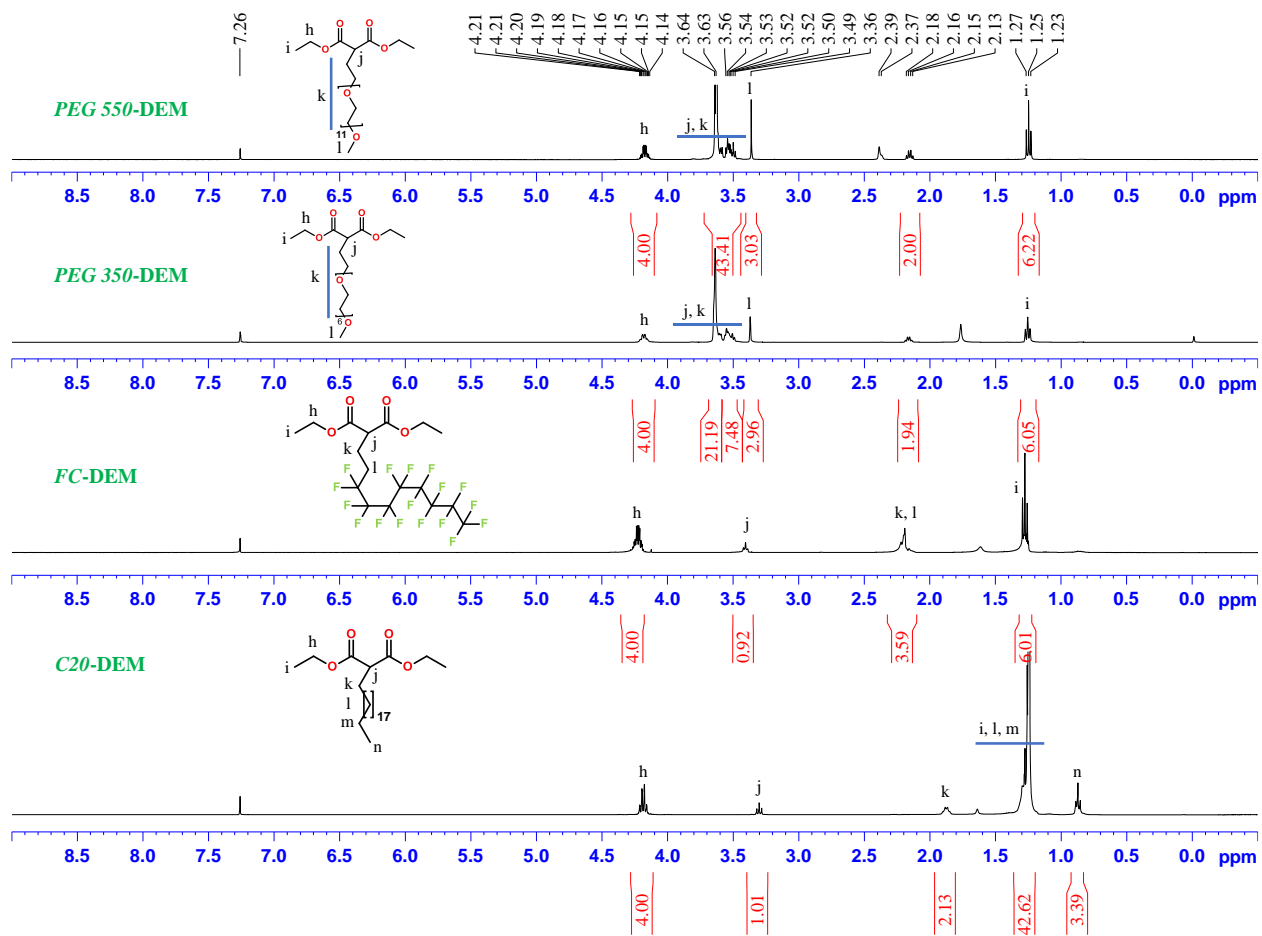 7.26
4.21
4.21
4.20
4.19
4.18
4.17
4.16
4.15
4.15
4.14
3.64
3.63
3.56
3.54
3.53
3.52
3.52
3.50
3.49
3.36
2.39
2.37
2.18
2.16
2.15
2.13
1.27
1.25
1.23
PEG 550-DEM
h
i
O O
O O
j
k
O
O
11
l
h
j, k
l
i
8.5 8.0 7.5 7.0 6.5 6.0 5.5 5.0 4.5 4.0 3.5 3.0 2.5 2.0 1.5 1.0 0.5 0.0 ppm
4.00 43.41 3.03 2.00 6.22
PEG 350-DEM
h
i
O O
O O
j
k
O
O
6
l
h
j, k
l
i
8.5 8.0 7.5 7.0 6.5 6.0 5.5 5.0 4.5 4.0 3.5 3.0 2.5 2.0 1.5 1.0 0.5 0.0 ppm
4.00 21.19 7.48 2.96 1.94 6.05
FC-DEM
h
i
O O
O O
k j
l
F F F F F F F F
F F F F F F F F F
h
j
k, l
i
8.5 8.0 7.5 7.0 6.5 6.0 5.5 5.0 4.5 4.0 3.5 3.0 2.5 2.0 1.5 1.0 0.5 0.0 ppm
4.00 0.92 3.59 6.01
C20-DEM
h
i
O O
O O
k j
l
17
m
n
h
j
k
i, l, m
n
8.5 8.0 7.5 7.0 6.5 6.0 5.5 5.0 4.5 4.0 3.5 3.0 2.5 2.0 1.5 1.0 0.5 0.0 ppm
4.00 1.01 2.13 42.62 3.39